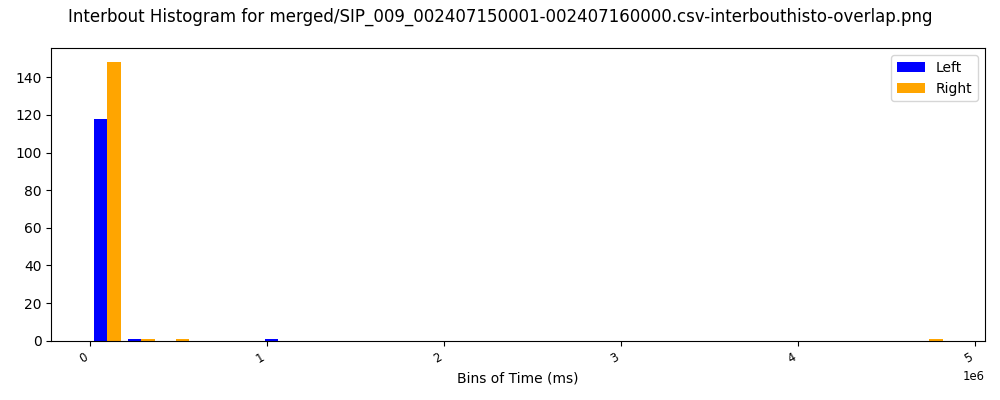 Interbout Histogram for merged/SIP_009_002407150001-002407160000.csv-interbouthisto-overlap.png
Left
Right
140
120
100
80
60
40
20
0
0
1
2
3
4
5
1e6
Bins of Time (ms)